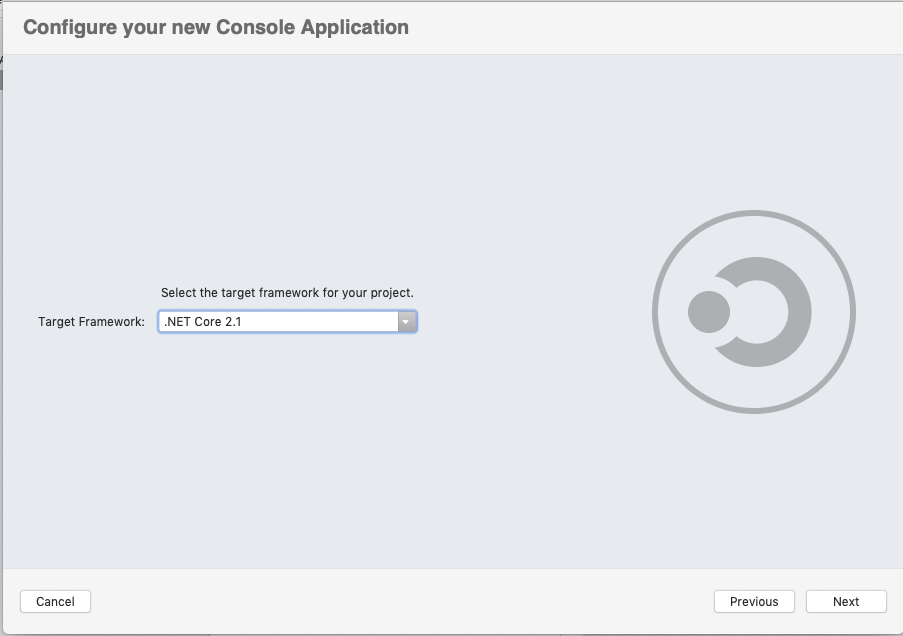 Configure your new Console Application
Select the target framework for your project.
Target Framework: .NET Core 2.1
Cancel
Previous
Next